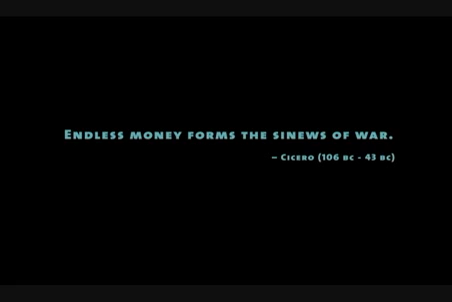 Endless money forms the sinews of war.
– Cicero (106 bc - 43 bc)